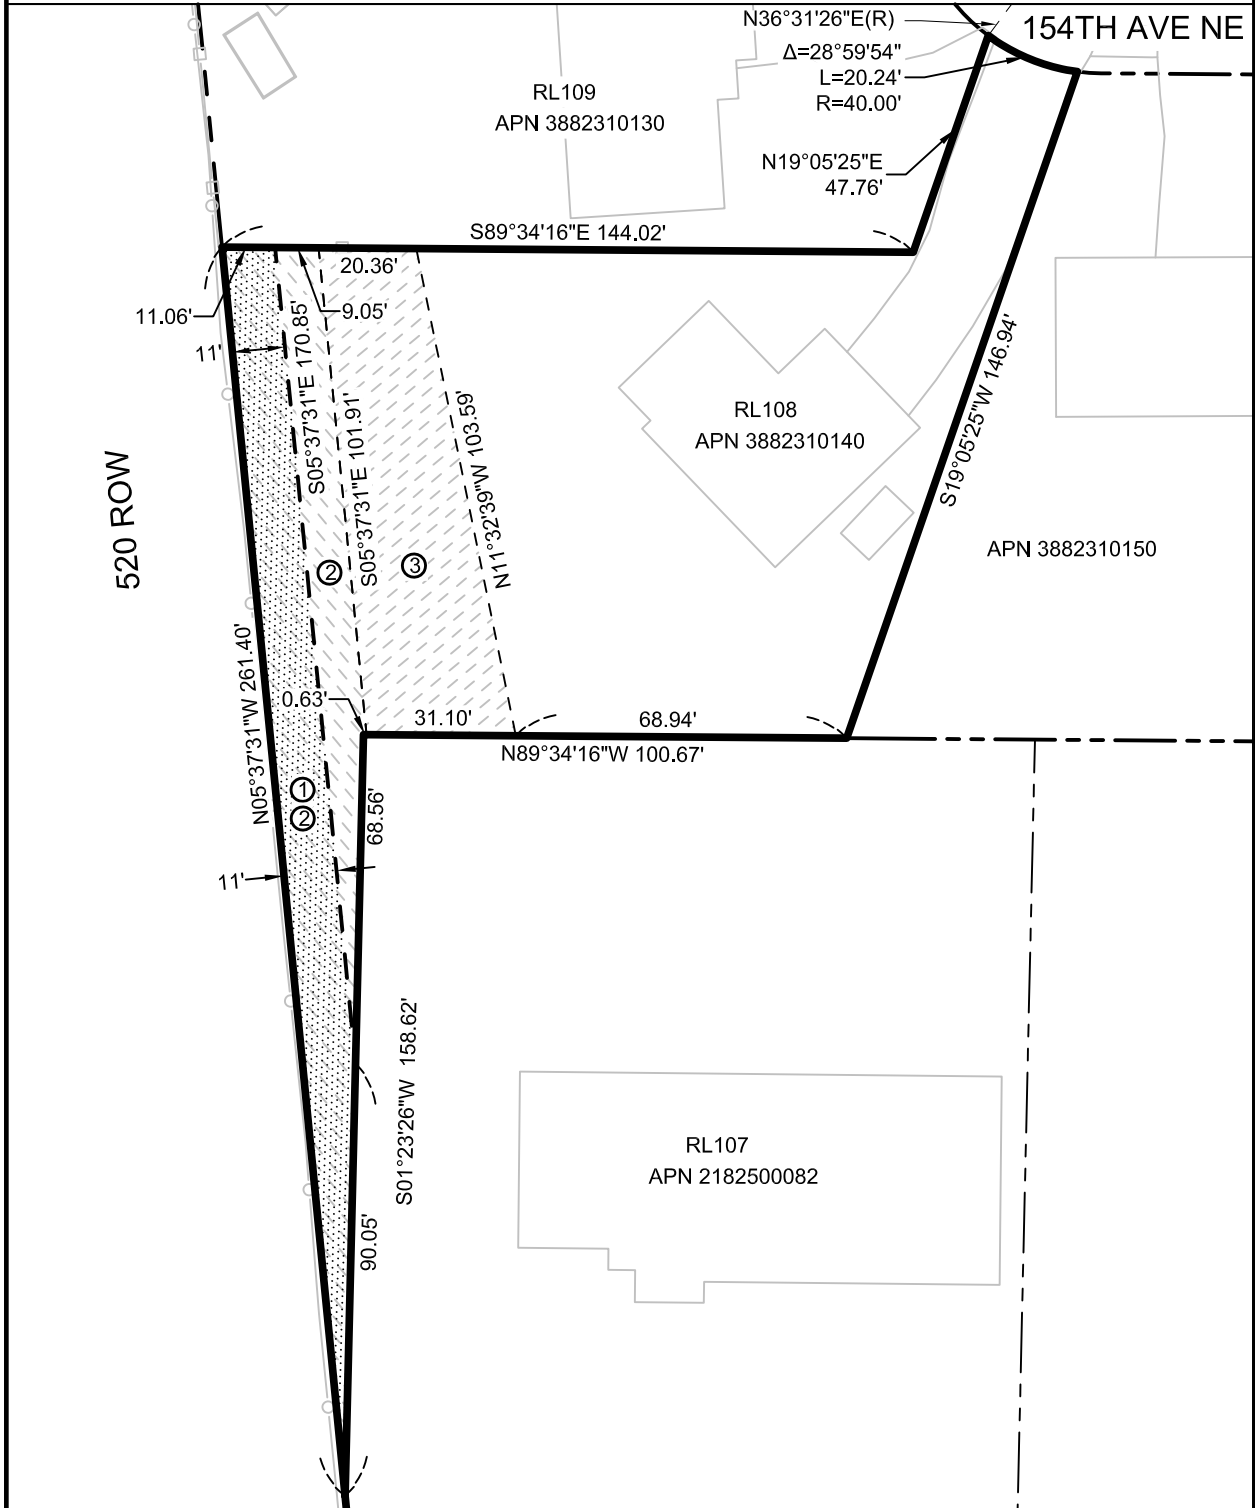 N36°31'26"E(R)
154TH AVE NE
Δ=28°59'54"
L=20.24'
R=40.00'
RL109
APN 3882310130
N19°05'25"E
47.76'
S89°34'16"E 144.02'
20.36'
11.06'
9.05'
11'
S05°37'31"E 170.85'
S05°37'31"E 101.91'
N11°32'39"W 103.59'
RL108
APN 3882310140
S19°05'25"W 146.94'
520 ROW
APN 3882310150
2
3
N05°37'31"W 261.40'
0.63'
31.10'
68.94'
N89°34'16"W 100.67'
1
2
68.56'
11'
S01°23'26"W 158.62'
RL107
APN 2182500082
90.05'